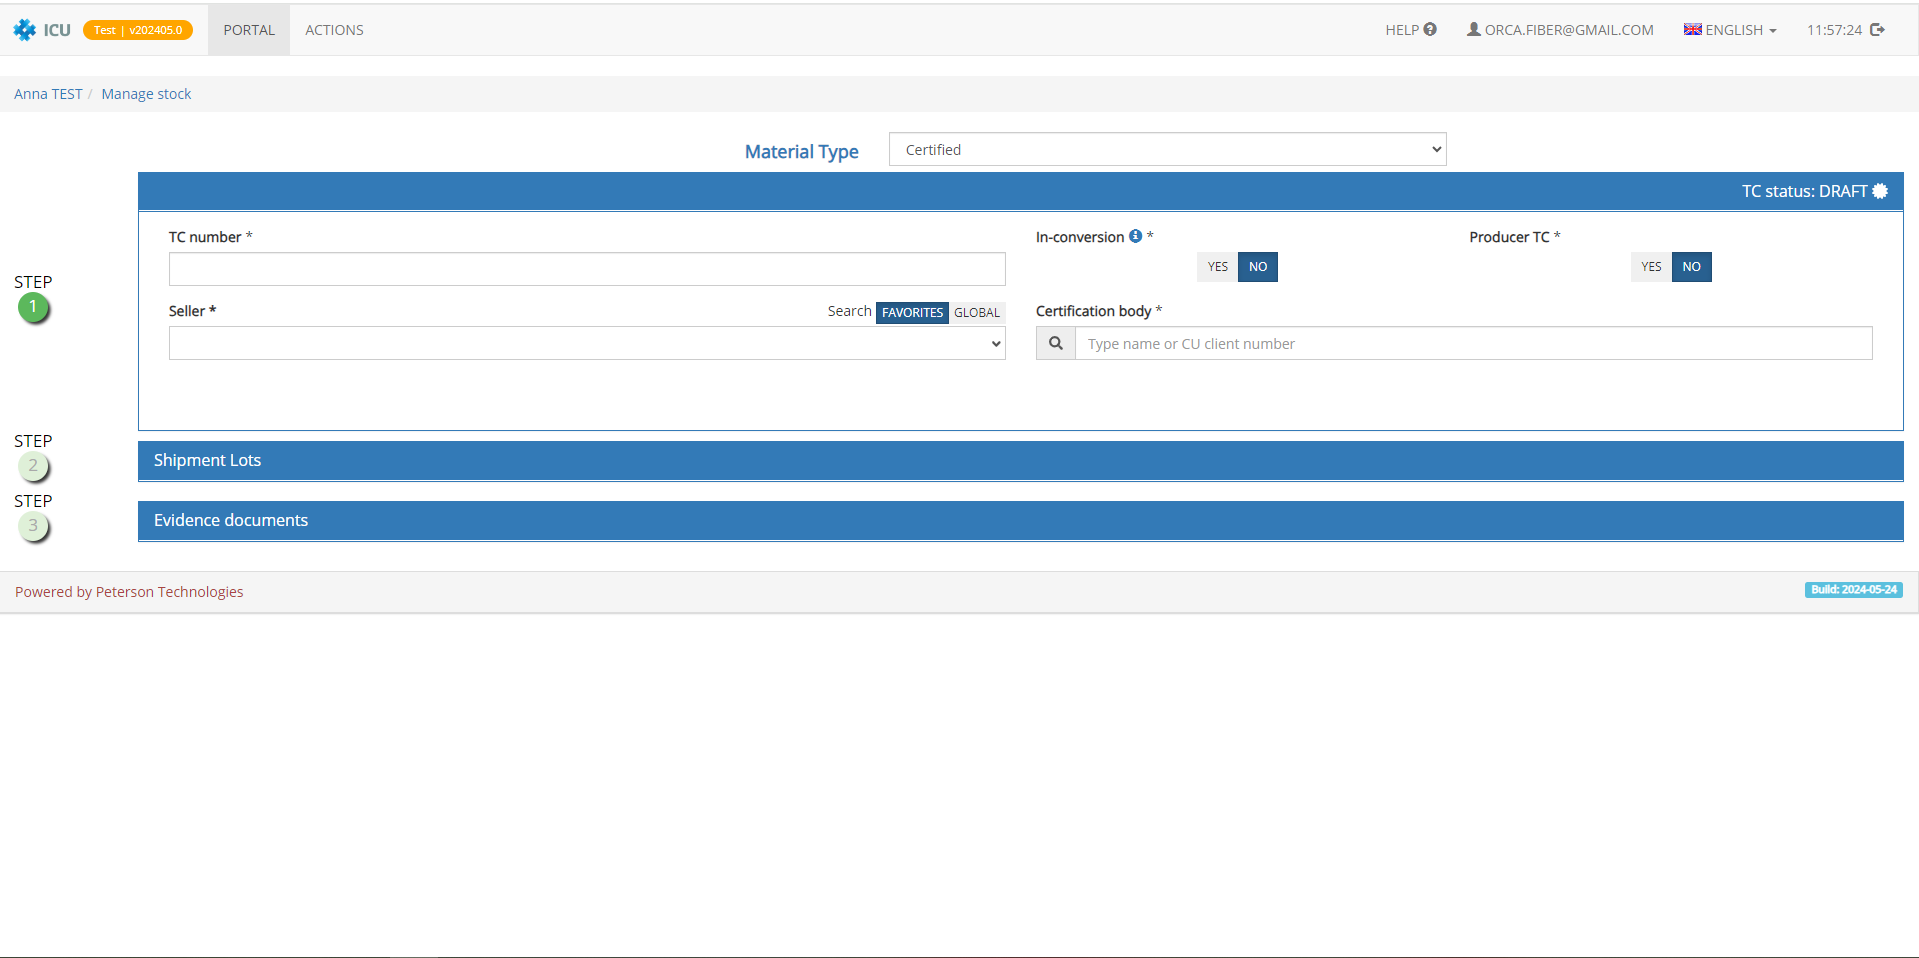 ICU Test | v202405.0 PORTAL ACTIONS HELP ORCA.FIBER@GMAIL.COM ENGLISH 11:57:24
Anna TEST / Manage stock
Material Type Certified
TC status: DRAFT
TC number * In-conversion * Producer TC *
YES NO YES NO
STEP
1
Seller * Search FAVORITES GLOBAL Certification body *
Type name or CU client number
STEP
2
Shipment Lots
STEP
3
Evidence documents
Powered by Peterson Technologies Build: 2024-05-24